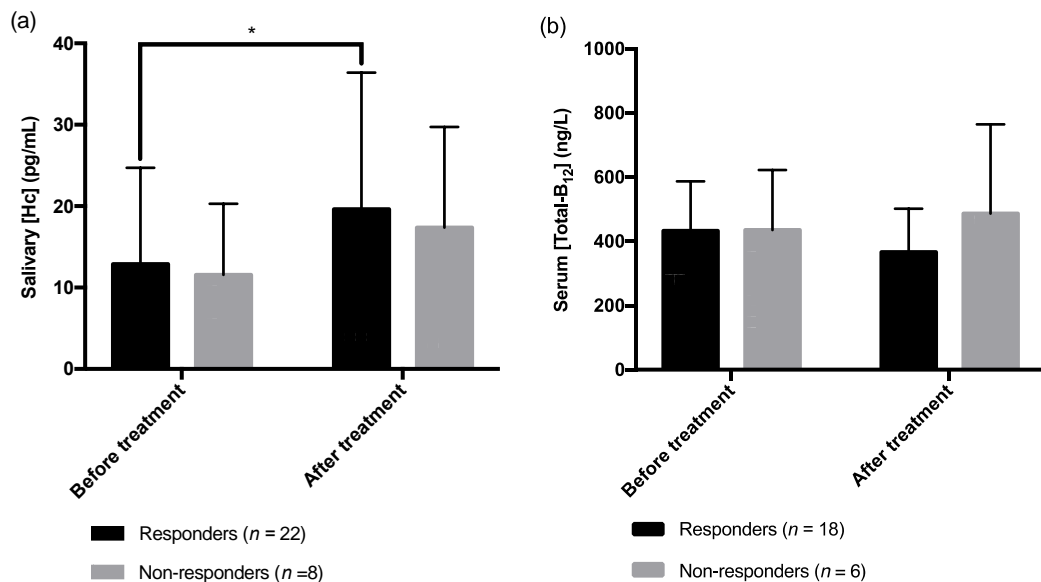 (a)
*
40
30
20
10
0
Salivary [Hc] (pg/mL)
Before treatment
After treatment
Responders (n = 22)
Non-responders (n =8)
(b)
1000
800
600
400
200
0
Serum [Total-B₁₂] (ng/L)
Before treatment
After treatment
Responders (n = 18)
Non-responders (n = 6)